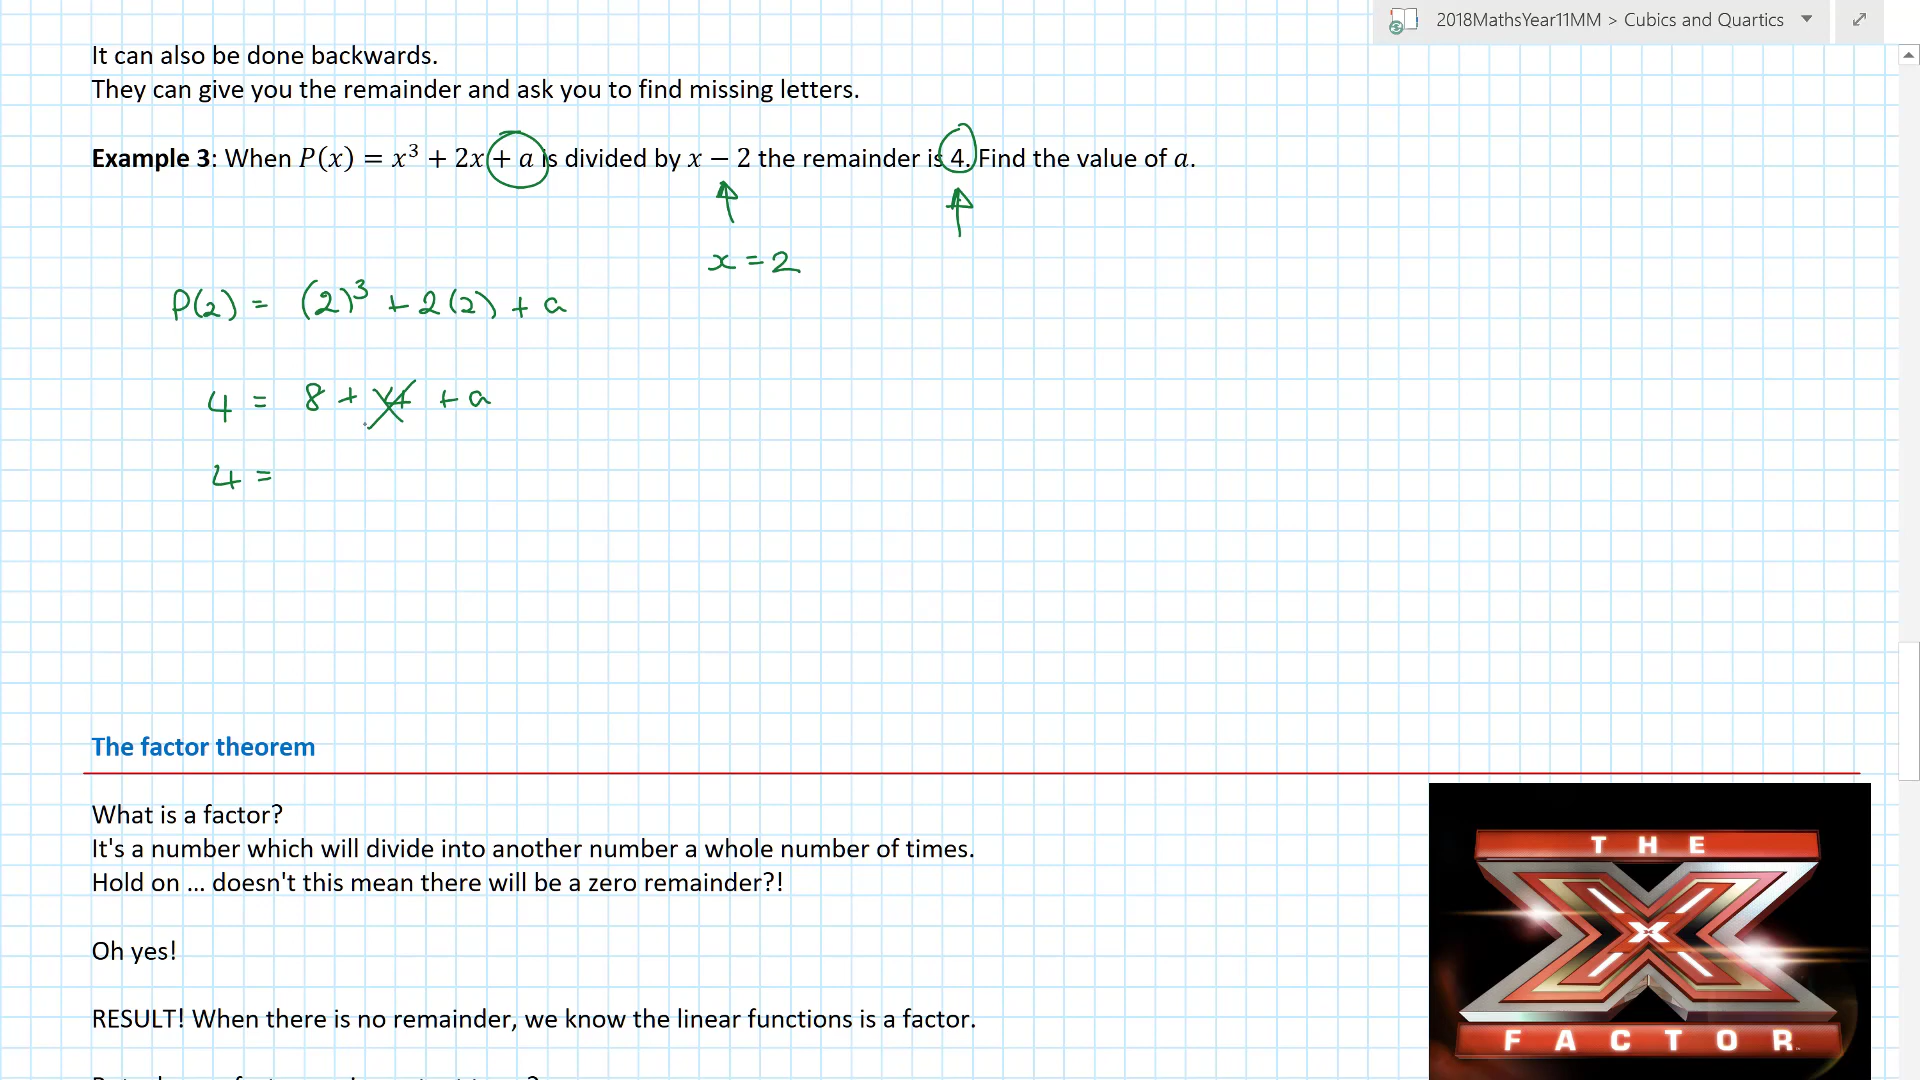 2018MathsYear11MM > Cubics and Quartics
It can also be done backwards.
They can give you the remainder and ask you to find missing letters.
Example 3: When P(x) = x³ + 2x + a is divided by x − 2 the remainder is 4. Find the value of a.
x = 2
P(2) = (2)³ + 2(2) + a
4 = 8 + + a
4 =
The factor theorem
What is a factor?
It's a number which will divide into another number a whole number of times.
Hold on ... doesn't this mean there will be a zero remainder?!
Oh yes!
RESULT! When there is no remainder, we know the linear functions is a factor.
THE
X
FACTOR